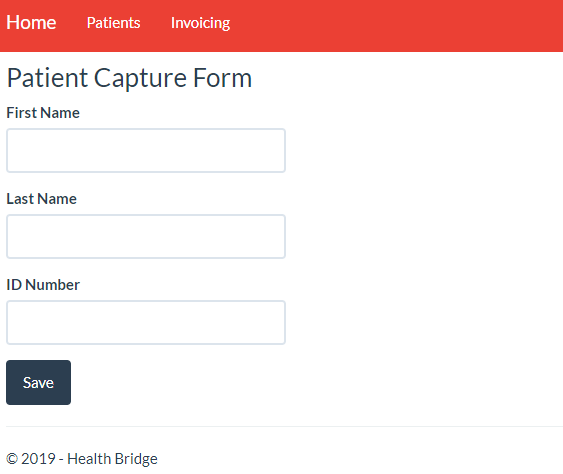 Home Patients Invoicing
Patient Capture Form
First Name
Last Name
ID Number
Save
© 2019 - Health Bridge